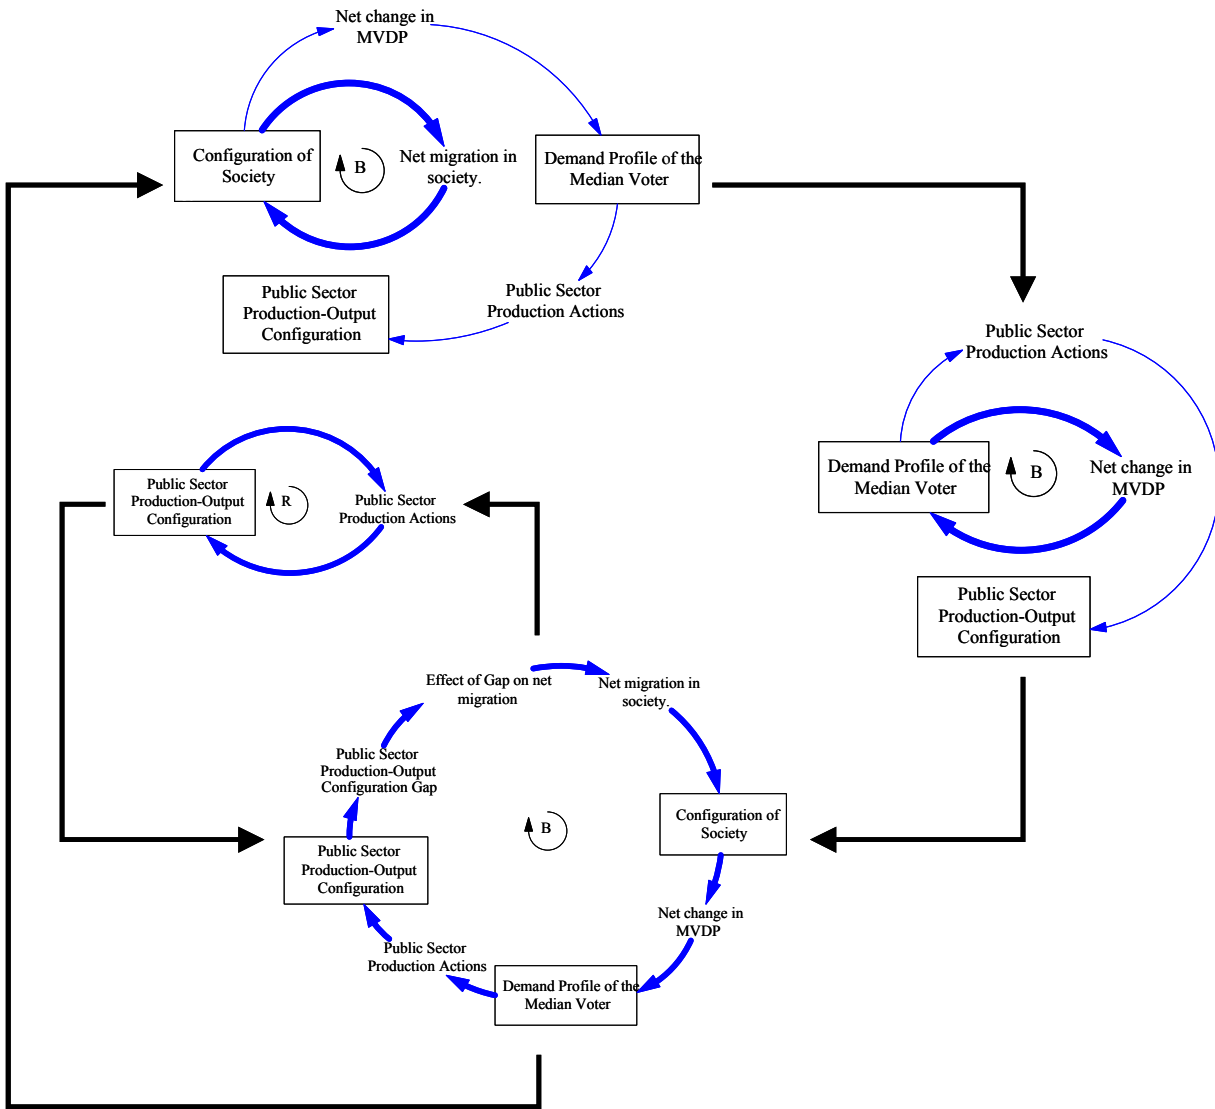 Net change in
MVDP
Configuration of
Society
B
Net migration in
society.
Demand Profile of the
Median Voter
Public Sector
Production-Output
Configuration
Public Sector
Production Actions
Public Sector
Production Actions
Demand Profile of the
Median Voter
B
Net change in
MVDP
Public Sector
Production-Output
Configuration
Public Sector
Production-Output
Configuration
R
Public Sector
Production Actions
Effect of Gap on net
migration
Net migration in
society.
Public Sector
Production-Output
Configuration Gap
B
Configuration of
Society
Public Sector
Production-Output
Configuration
Net change in
MVDP
Public Sector
Production Actions
Demand Profile of the
Median Voter